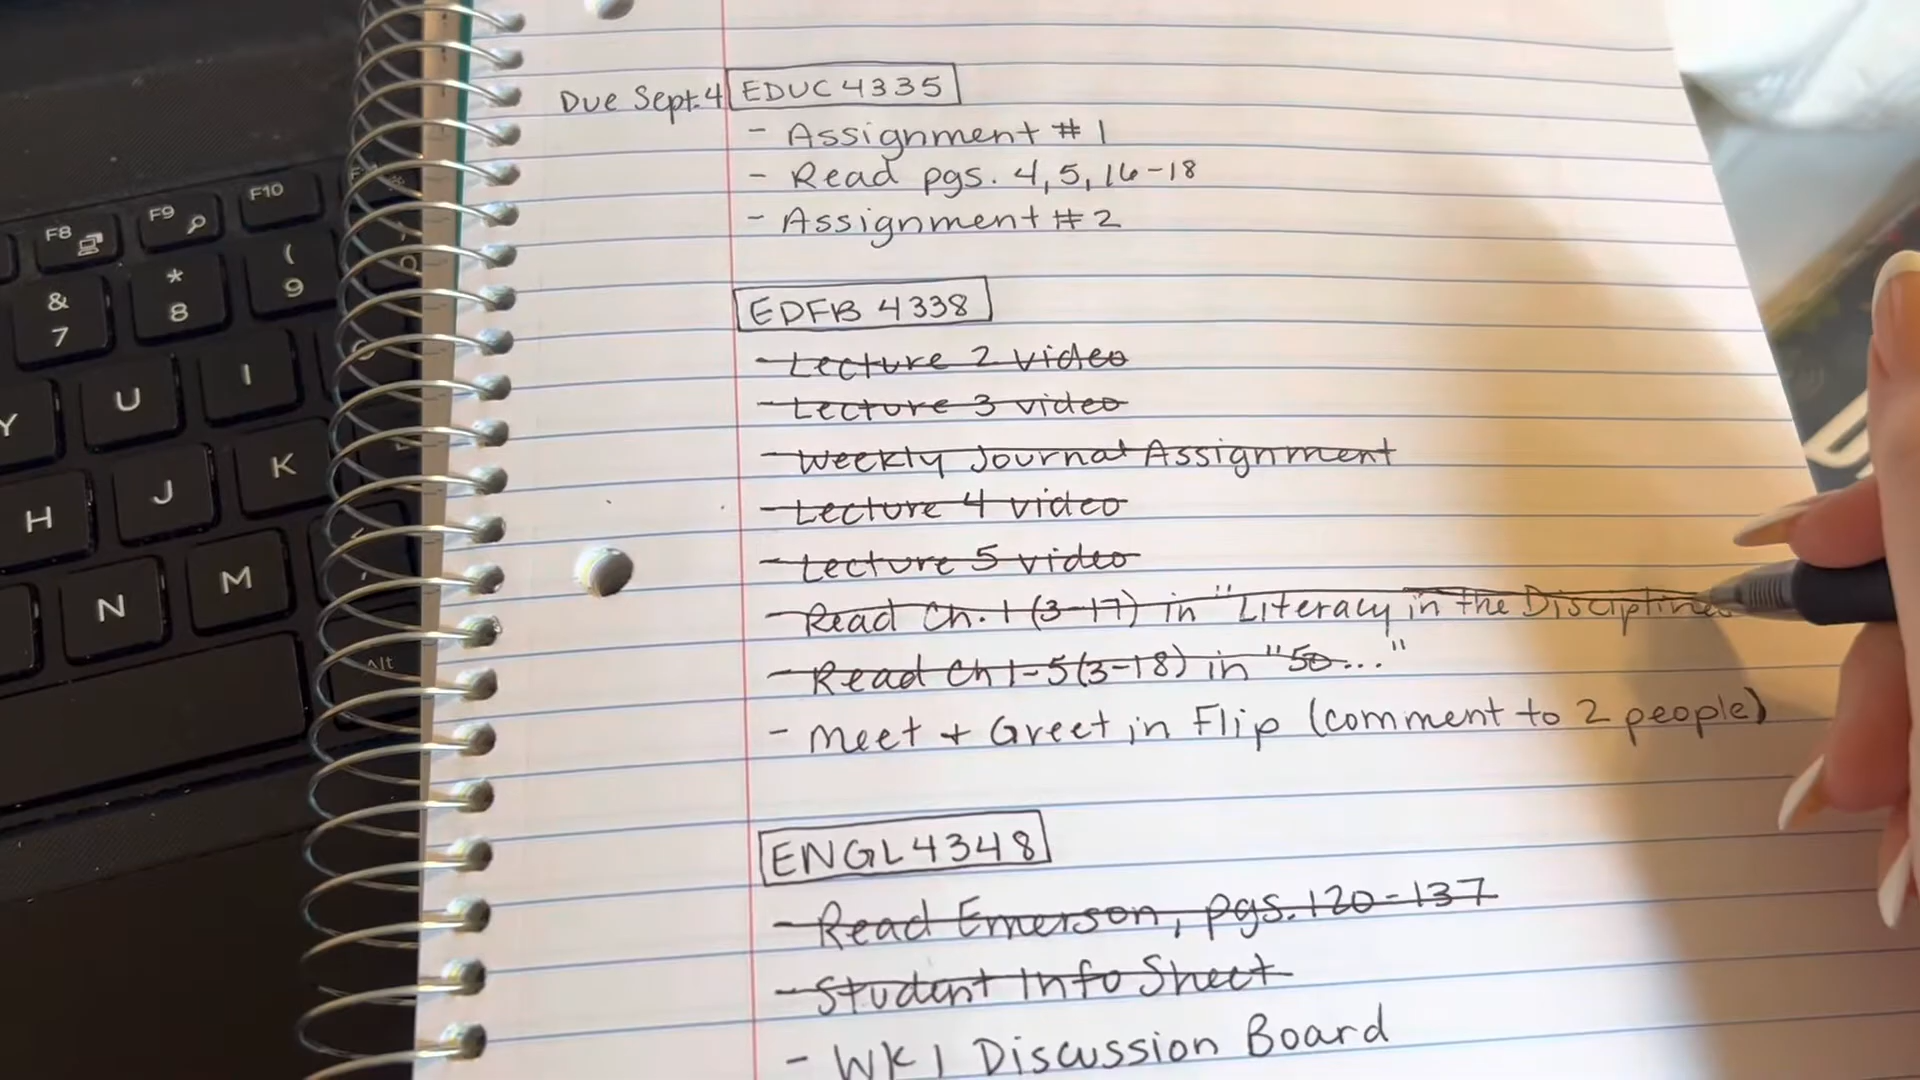 Due Sept. 4 EDUC 4335
- Assignment # 1
- Read pgs. 4, 5, 16-18
- Assignment # 2
EDFB 4338
- Lecture 2 video
- Lecture 3 video
- Weekly Journal Assignment
- Lecture 4 video
- Lecture 5 video
- Read Ch. 1 (3-17) in "Literacy in the Disciplines
- Read Ch 1-5 (3-18) in "50..."
- Meet + Greet in Flip (comment to 2 people)
ENGL 4348
- Read Emerson, pgs. 120-137
- Student Info Sheet
- WK 1 Discussion Board
F8
F9
F10
&
7
*
8
(
9
Y
U
I
H
J
K
N
M
Alt